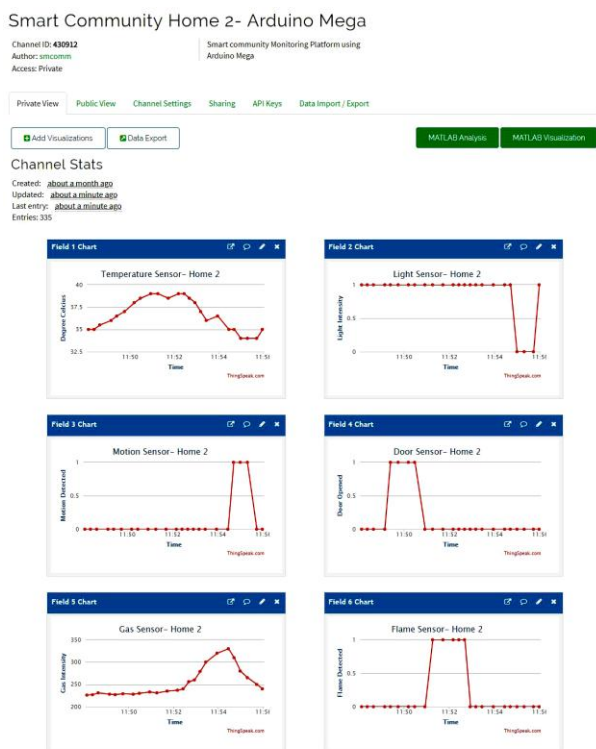 Smart Community Home 2- Arduino Mega
Channel ID: 430912
Author: smcomm
Access: Private
Smart community Monitoring Platform using
Arduino Mega
Private View Public View Channel Settings Sharing API Keys Data Import / Export
Add Visualizations Data Export MATLAB Analysis MATLAB Visualization
Channel Stats
Created: about a month ago
Updated: about a minute ago
Last entry: about a minute ago
Entries: 335
Field 1 Chart
Temperature Sensor- Home 2
Degree Celcius
40
37.5
35
32.5
11:50 11:52 11:54
Time
ThingSpeak.com
Field 2 Chart
Light Sensor- Home 2
Light Intensity
1
0.5
0
11:50 11:52 11:54
Time
ThingSpeak.com
Field 3 Chart
Motion Sensor- Home 2
Motion Detected
1
0.5
0
11:50 11:52 11:54
Time
ThingSpeak.com
Field 4 Chart
Door Sensor- Home 2
Door Opened
1
0.5
0
11:50 11:52 11:54
Time
ThingSpeak.com
Field 5 Chart
Gas Sensor- Home 2
Gas Intensity
350
300
250
200
11:50 11:52 11:54
Time
ThingSpeak.com
Field 6 Chart
Flame Sensor- Home 2
Flame Detected
1
0.5
0
11:50 11:52 11:54
Time
ThingSpeak.com